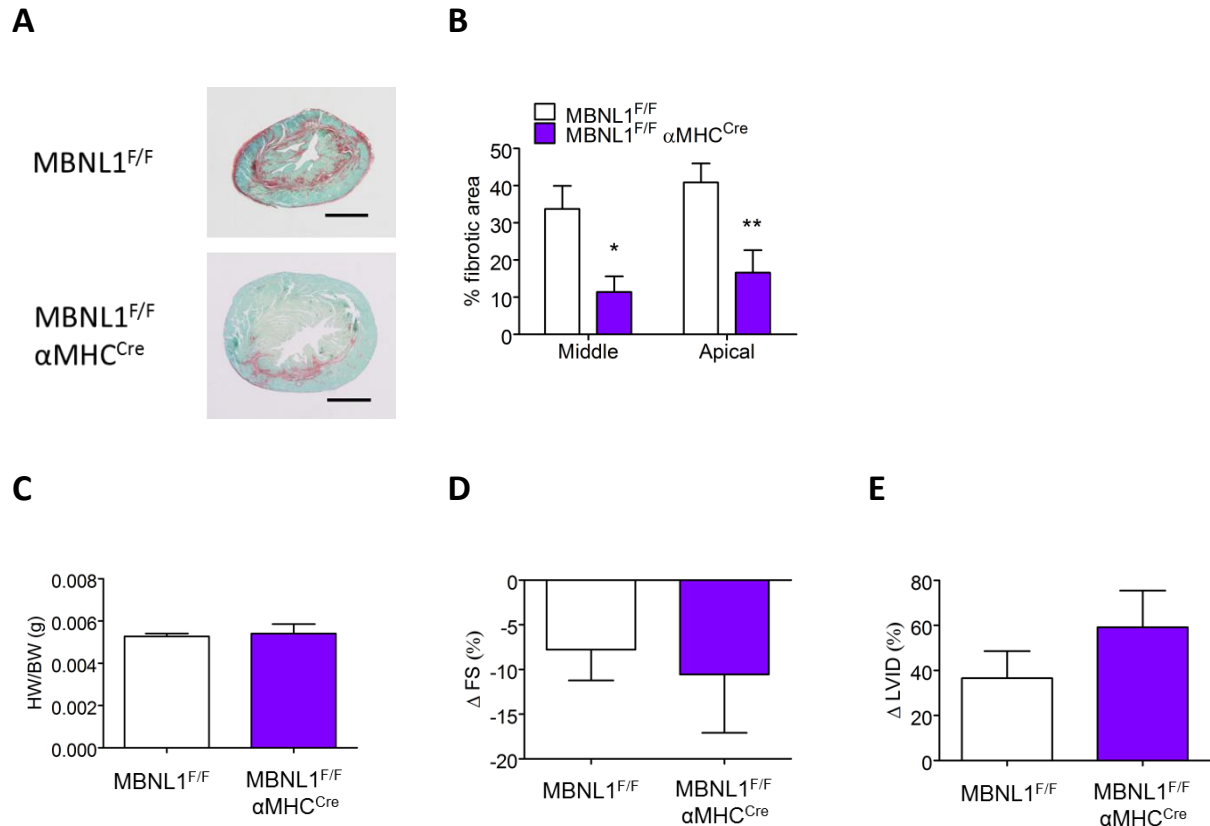 A
B
MBNL1F/F
MBNL1F/F
αMHCCre
MBNL1F/F
MBNL1F/F αMHCCre
% fibrotic area
50
40
30
20
10
0
*
**
Middle
Apical
C
D
E
HW/BW (g)
0.008
0.006
0.004
0.002
0.000
MBNL1F/F
MBNL1F/F
αMHCCre
Δ FS (%)
0
-5
-10
-15
-20
MBNL1F/F
MBNL1F/F
αMHCCre
Δ LVID (%)
80
60
40
20
0
MBNL1F/F
MBNL1F/F
αMHCCre